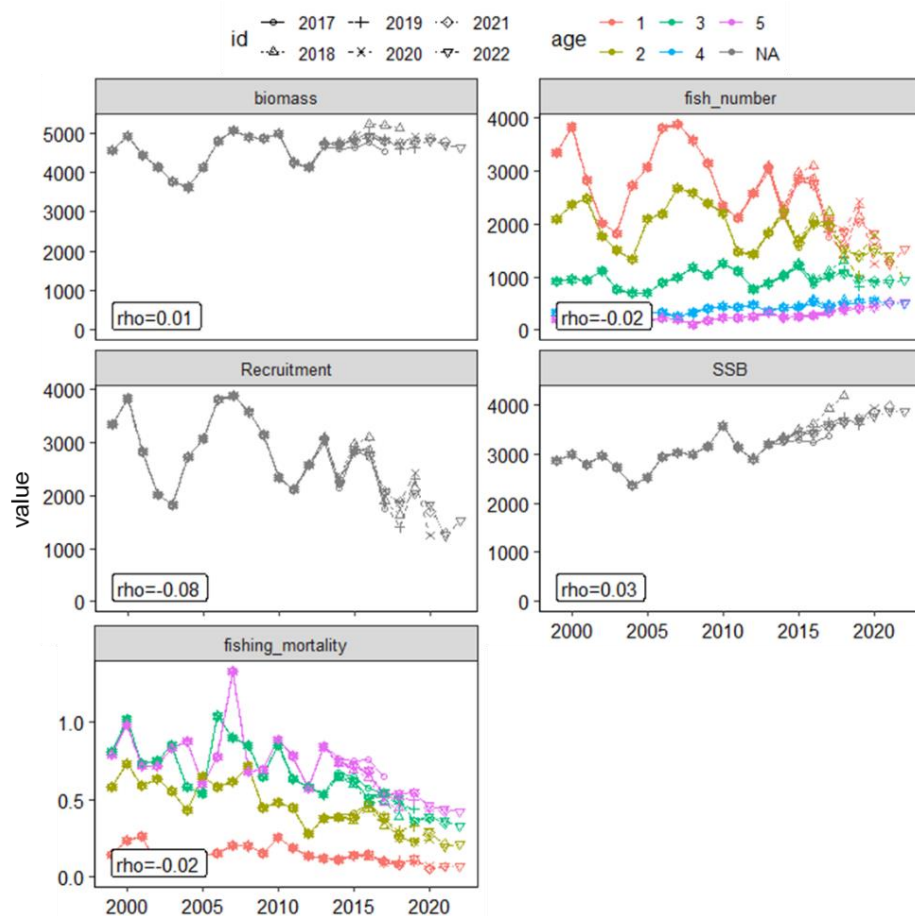 id 2017 2019 2021 age 1 3 5
2018 2020 2022 2 4 NA
biomass
5000
4000
3000
2000
1000
0
rho=0.01
fish_number
4000
3000
2000
1000
0
rho=-0.02
Recruitment
4000
3000
2000
1000
0
rho=-0.08
SSB
4000
3000
2000
1000
0
rho=0.03
2000 2005 2010 2015 2020
value
fishing_mortality
1.0
0.5
0.0
rho=-0.02
2000 2005 2010 2015 2020